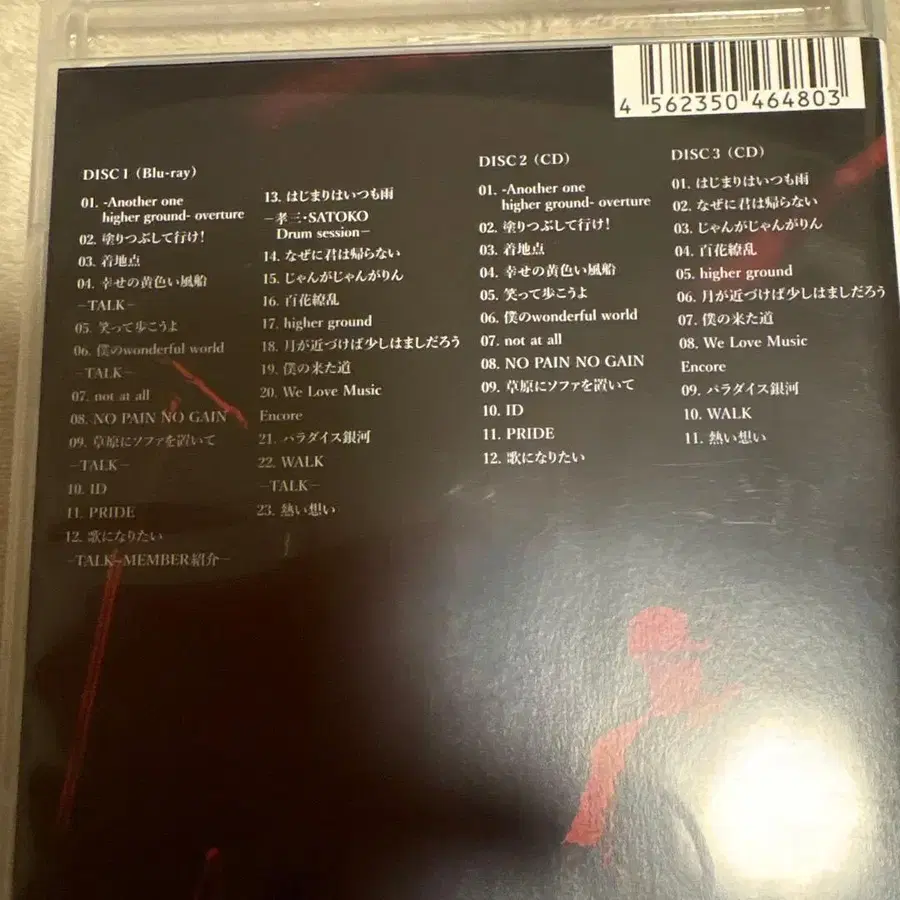 4 562350 464803
DISC 1 (Blu-ray)
01. -Another one
higher ground- overture
02. 塗りつぶして行け!
03. 着地点
04. 幸せの黄色い風船
-TALK-
05. 笑って歩こうよ
06. 僕のwonderful world
-TALK-
07. not at all
08. NO PAIN NO GAIN
09. 草原にソファを置いて
-TALK-
10. ID
11. PRIDE
12. 歌になりたい
-TALK-MEMBER紹介-
13. はじまりはいつも雨
-孝三・SATOKO
Drum session-
14. なぜに君は帰らない
15. じゃんがじゃんがりん
16. 百花繚乱
17. higher ground
18. 月が近づけば少しはましだろう
19. 僕の来た道
20. We Love Music
Encore
21. パラダイス銀河
22. WALK
-TALK-
23. 熱い想い
DISC 2 (CD)
01. -Another one
higher ground- overture
02. 塗りつぶして行け!
03. 着地点
04. 幸せの黄色い風船
05. 笑って歩こうよ
06. 僕のwonderful world
07. not at all
08. NO PAIN NO GAIN
09. 草原にソファを置いて
10. ID
11. PRIDE
12. 歌になりたい
DISC 3 (CD)
01. はじまりはいつも雨
02. なぜに君は帰らない
03. じゃんがじゃんがりん
04. 百花繚乱
05. higher ground
06. 月が近づけば少しはましだろう
07. 僕の来た道
08. We Love Music
Encore
09. パラダイス銀河
10. WALK
11. 熱い想い